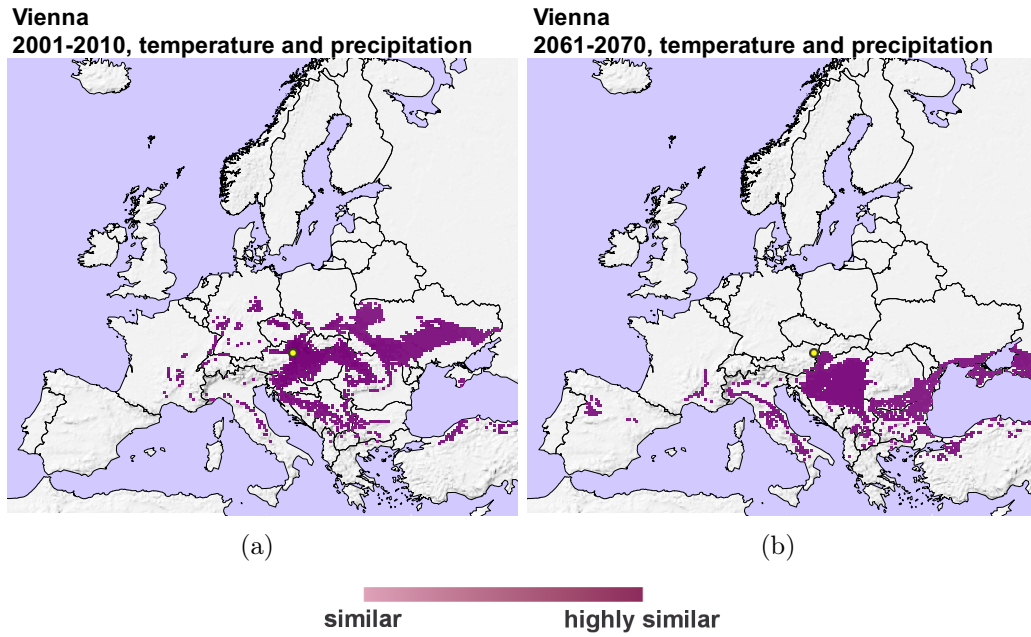 Vienna
2001-2010, temperature and precipitation
Vienna
2061-2070, temperature and precipitation
(a)
(b)
similar
highly similar